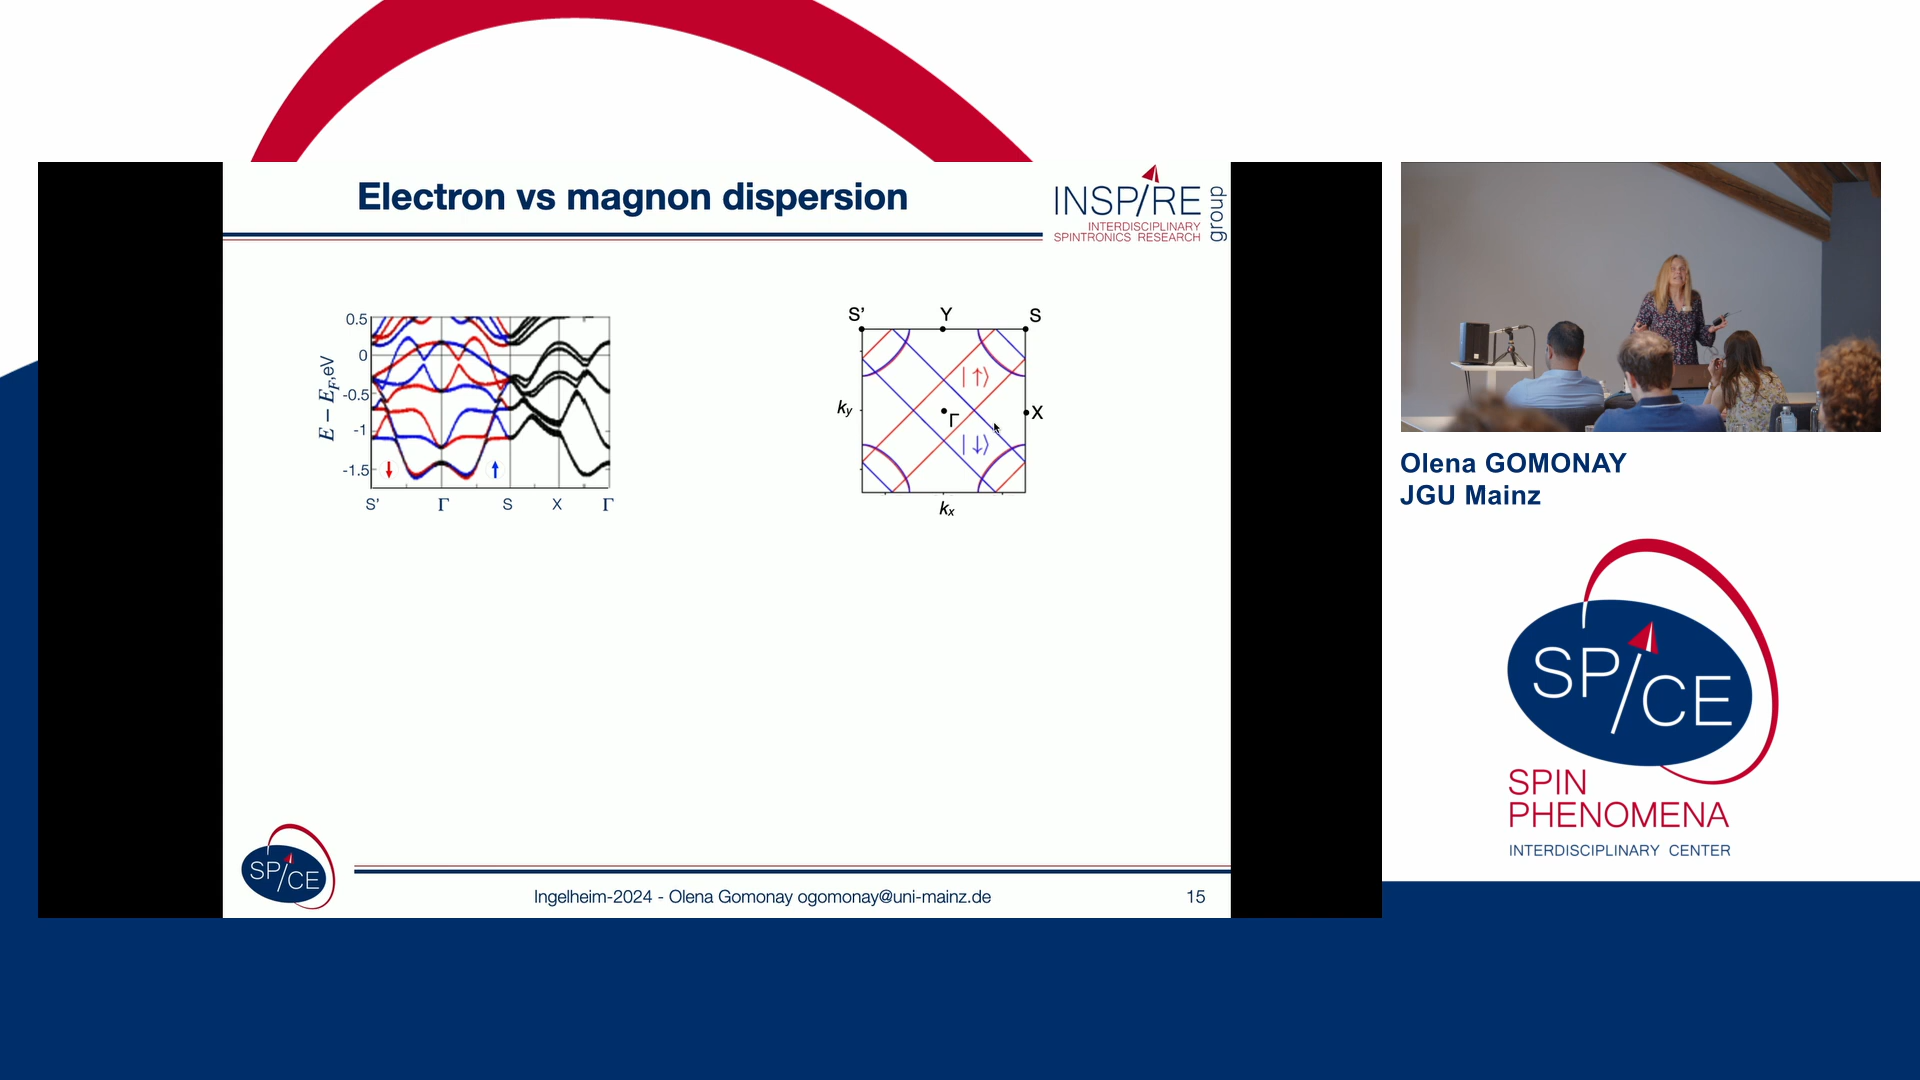 Electron vs magnon dispersion
INSPIRE group
INTERDISCIPLINARY
SPINTRONICS RESEARCH
0.5
0
-0.5
-1
-1.5
E − E_F,eV
S' Γ S X Γ
S' Y S
|↑⟩
k_y Γ X
|↓⟩
k_x
SPICE
Ingelheim-2024 - Olena Gomonay ogomonay@uni-mainz.de 15
Olena GOMONAY
JGU Mainz
SPICE
SPIN
PHENOMENA
INTERDISCIPLINARY CENTER